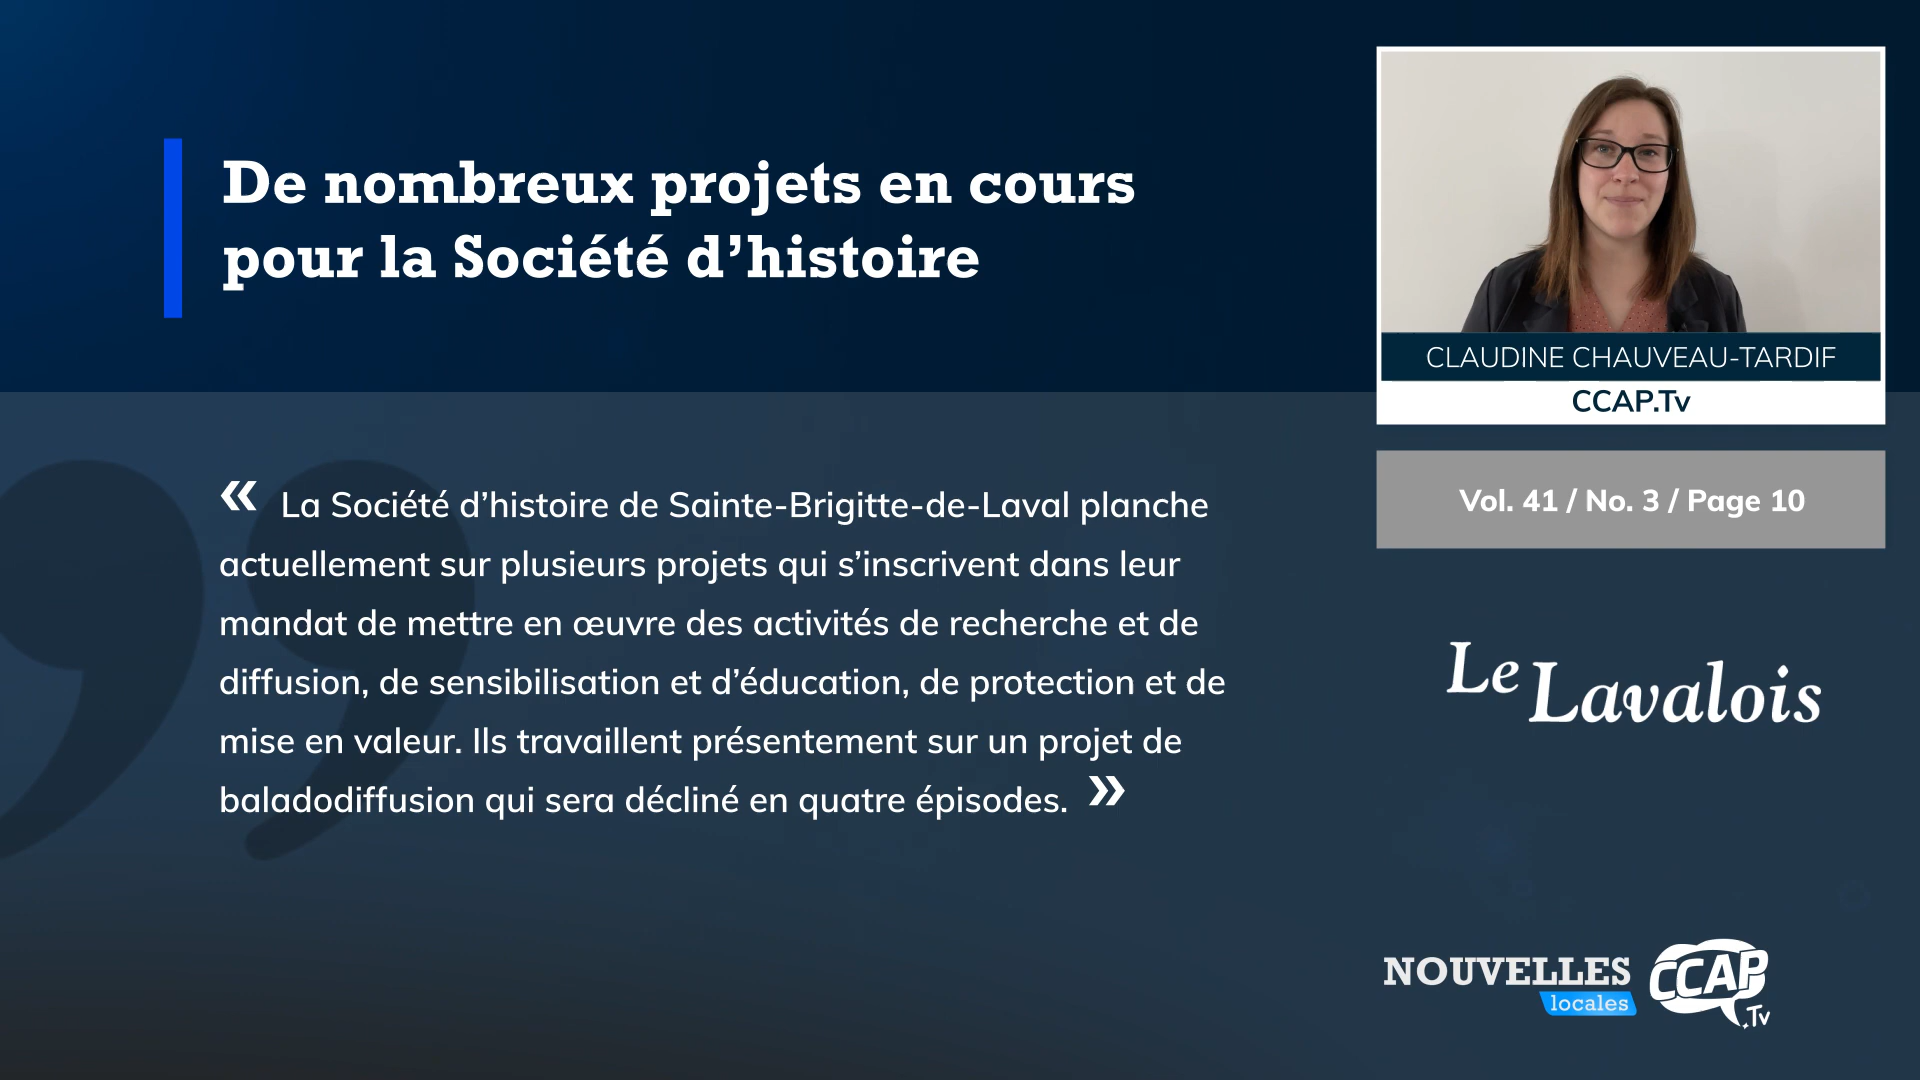 De nombreux projets en cours
pour la Société d’histoire
« La Société d’histoire de Sainte-Brigitte-de-Laval planche
actuellement sur plusieurs projets qui s’inscrivent dans leur
mandat de mettre en œuvre des activités de recherche et de
diffusion, de sensibilisation et d’éducation, de protection et de
mise en valeur. Ils travaillent présentement sur un projet de
baladodiffusion qui sera décliné en quatre épisodes. »
CLAUDINE CHAUVEAU-TARDIF
CCAP.Tv
Vol. 41 / No. 3 / Page 10
Le Lavalois
NOUVELLES
locales
CCAP
.Tv